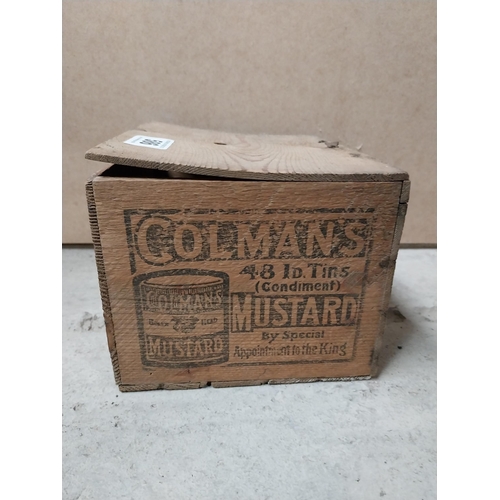 COLMAN'S
48 1D. Tins
(Condiment)
MUSTARD
By Special
Appointment to the King
COLMAN'S
MUSTARD